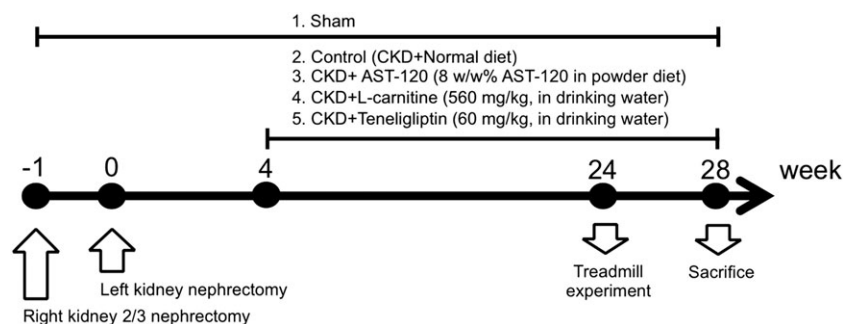 1. Sham
2. Control (CKD+Normal diet)
3. CKD+ AST-120 (8 w/w% AST-120 in powder diet)
4. CKD+L-carnitine (560 mg/kg, in drinking water)
5. CKD+Teneligliptin (60 mg/kg, in drinking water)
-1 0 4 24 28 week
Left kidney nephrectomy
Right kidney 2/3 nephrectomy
Treadmill
experiment
Sacrifice